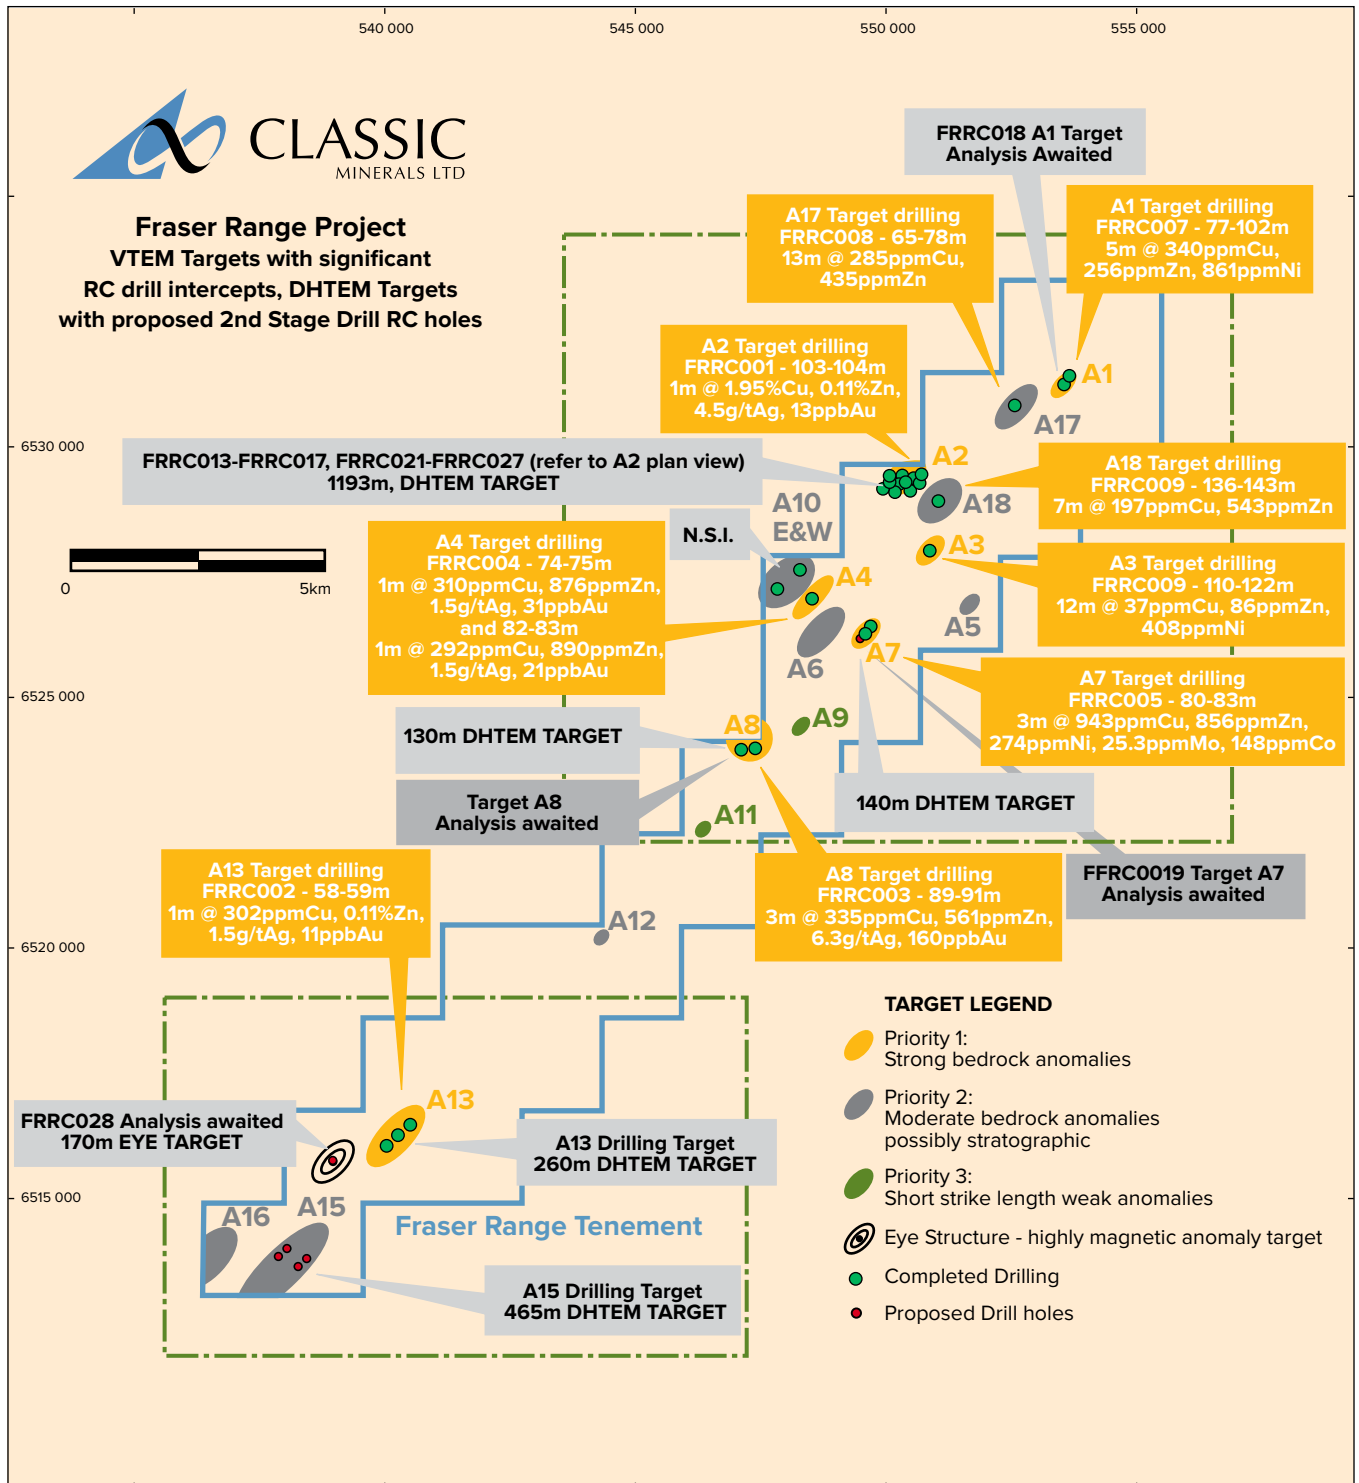 540 000
545 000
550 000
555 000
CLASSIC
MINERALS LTD
Fraser Range Project
VTEM Targets with significant
RC drill intercepts, DHTEM Targets
with proposed 2nd Stage Drill RC holes
FRRC018 A1 Target
Analysis Awaited
A17 Target drilling
FRRC008 - 65-78m
13m @ 285ppmCu,
435ppmZn
A1 Target drilling
FRRC007 - 77-102m
5m @ 340ppmCu,
256ppmZn, 861ppmNi
A2 Target drilling
FRRC001 - 103-104m
1m @ 1.95%Cu, 0.11%Zn,
4.5g/tAg, 13ppbAu
A1
A17
6530 000
FRRC013-FRRC017, FRRC021-FRRC027 (refer to A2 plan view)
1193m, DHTEM TARGET
A2
A18
A18 Target drilling
FRRC009 - 136-143m
7m @ 197ppmCu, 543ppmZn
A10
E&W
N.S.I.
A3
A4 Target drilling
FRRC004 - 74-75m
1m @ 310ppmCu, 876ppmZn,
1.5g/tAg, 31ppbAu
and 82-83m
1m @ 292ppmCu, 890ppmZn,
1.5g/tAg, 21ppbAu
0
5km
A4
A3 Target drilling
FRRC009 - 110-122m
12m @ 37ppmCu, 86ppmZn,
408ppmNi
A5
A6
A7
A7 Target drilling
FRRC005 - 80-83m
3m @ 943ppmCu, 856ppmZn,
274ppmNi, 25.3ppmMo, 148ppmCo
6525 000
130m DHTEM TARGET
A8
A9
Target A8
Analysis awaited
140m DHTEM TARGET
A11
A13 Target drilling
FRRC002 - 58-59m
1m @ 302ppmCu, 0.11%Zn,
1.5g/tAg, 11ppbAu
A8 Target drilling
FRRC003 - 89-91m
3m @ 335ppmCu, 561ppmZn,
6.3g/tAg, 160ppbAu
FFRC0019 Target A7
Analysis awaited
A12
6520 000
TARGET LEGEND
Priority 1:
Strong bedrock anomalies
Priority 2:
Moderate bedrock anomalies
possibly stratographic
Priority 3:
Short strike length weak anomalies
Eye Structure - highly magnetic anomaly target
Completed Drilling
Proposed Drill holes
A13
FRRC028 Analysis awaited
170m EYE TARGET
A13 Drilling Target
260m DHTEM TARGET
6515 000
A16
A15
Fraser Range Tenement
A15 Drilling Target
465m DHTEM TARGET